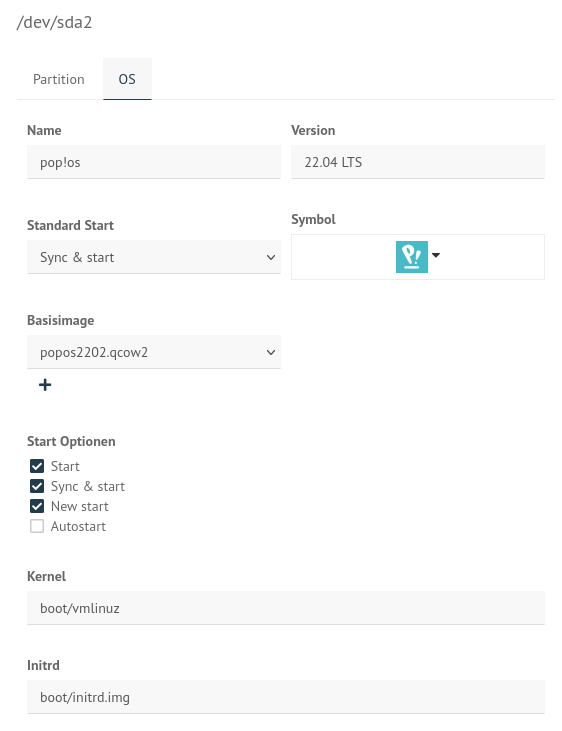 /dev/sda2
Partition OS
Name Version
pop!os 22.04 LTS
Standard Start Symbol
Sync & start
Basisimage
popos2202.qcow2
Start Optionen
Start
Sync & start
New start
Autostart
Kernel
boot/vmlinuz
Initrd
boot/initrd.img